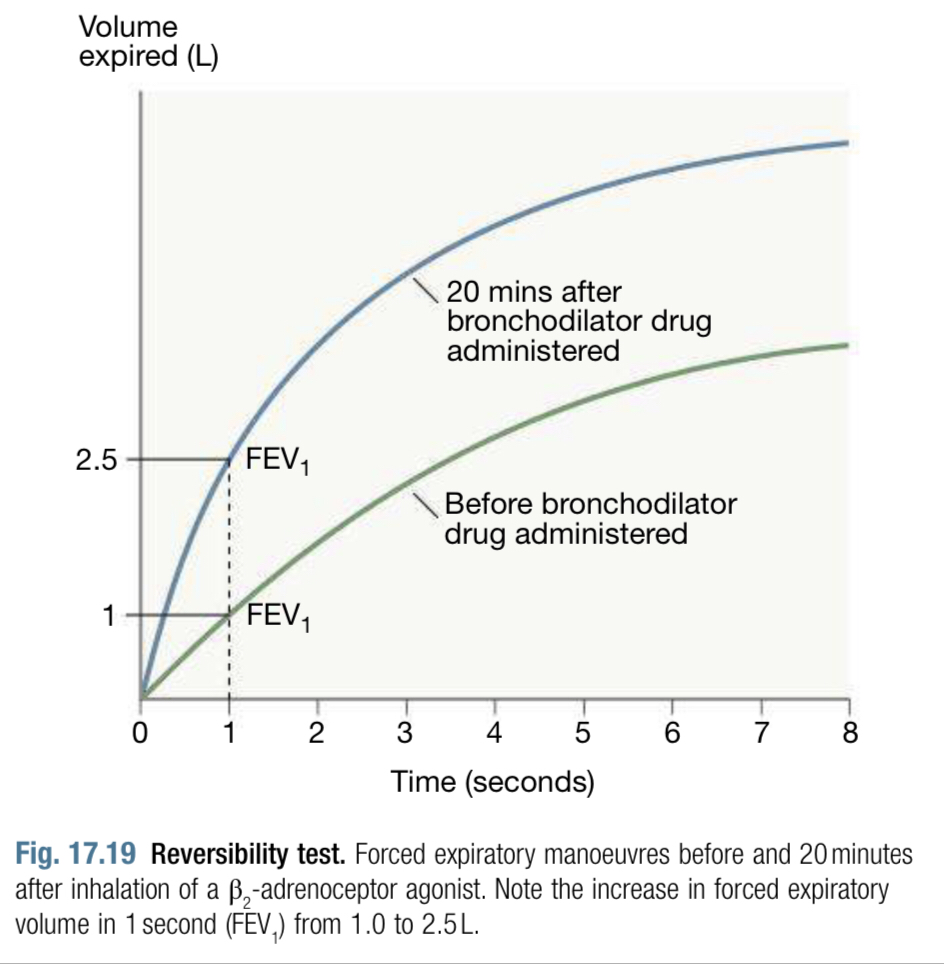 Volume
expired (L)
20 mins after
bronchodilator drug
administered
2.5
FEV₁
Before bronchodilator
drug administered
1
FEV₁
0 1 2 3 4 5 6 7 8
Time (seconds)
Fig. 17.19 Reversibility test. Forced expiratory manoeuvres before and 20 minutes
after inhalation of a β₂-adrenoceptor agonist. Note the increase in forced expiratory
volume in 1 second (FEV₁) from 1.0 to 2.5 L.